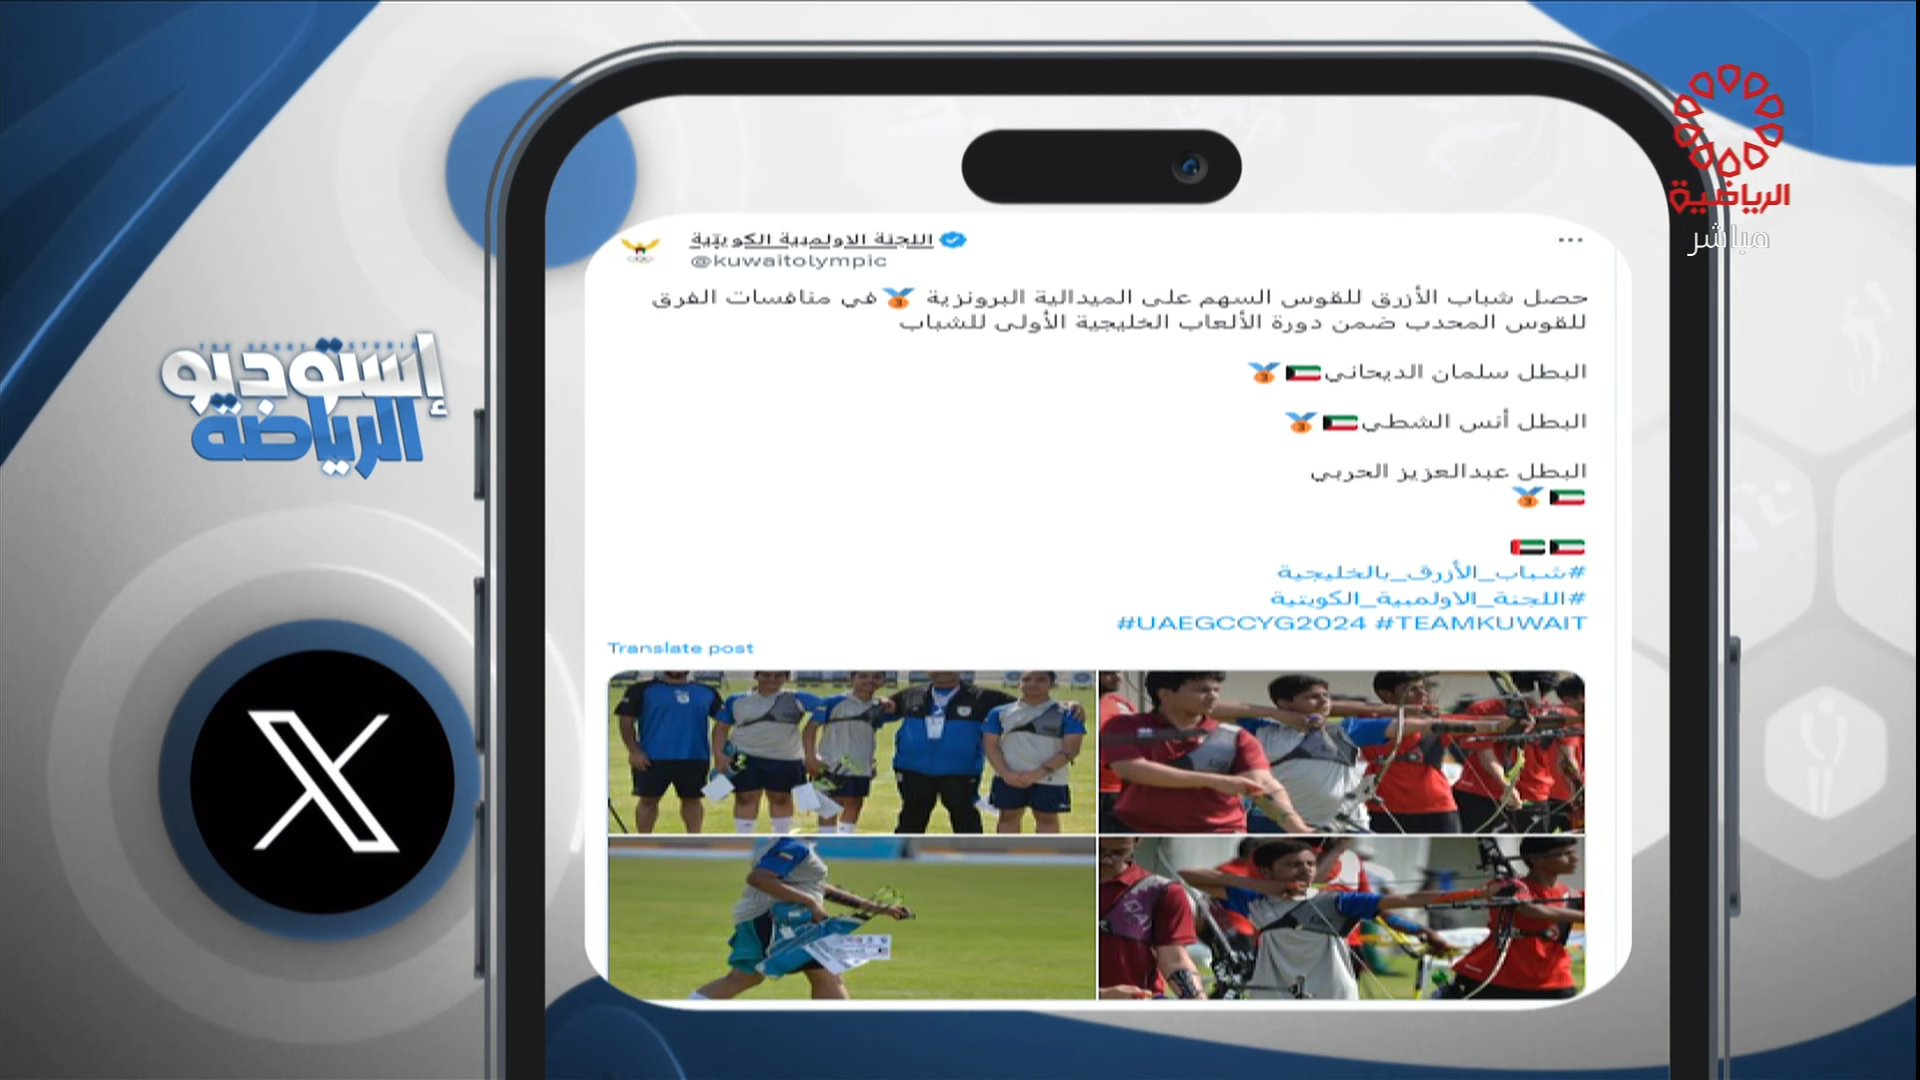 الرياضية
مباشر
إستوديو
الرياضة
اللجنة الاولمبية الكويتية
@kuwaitolympic
حصل شباب الأزرق للقوس السهم على الميدالية البرونزية 🥉في منافسات الفرق
للقوس المحدب ضمن دورة الألعاب الخليجية الأولى للشباب
البطل سلمان الديحاني🇰🇼🥉
البطل أنس الشطي🇰🇼🥉
البطل عبدالعزيز الحربي
🇰🇼🥉
🇰🇼🇦🇪
#شباب_الأزرق_بالخليجية
#اللجنة_الاولمبية_الكويتية
#UAEGCCYG2024 #TEAMKUWAIT
Translate post